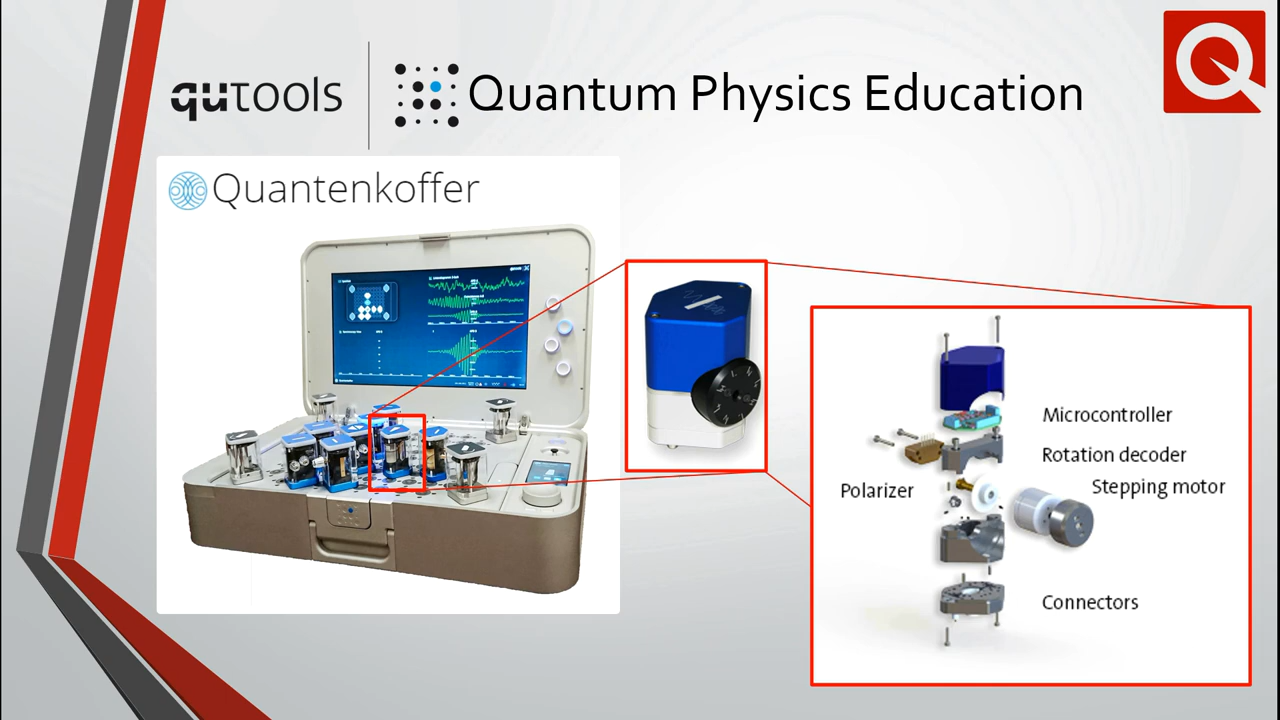 qutools
Quantum Physics Education
Q
Quantenkoffer
Microcontroller
Rotation decoder
Stepping motor
Polarizer
Connectors